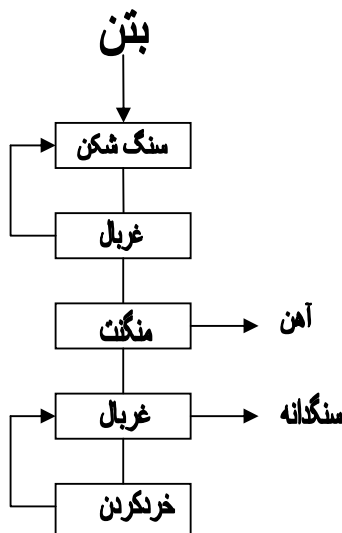 بتن
سنگ شکن
غربال
منگنت
آهن
غربال
سنگدانه
خردکردن